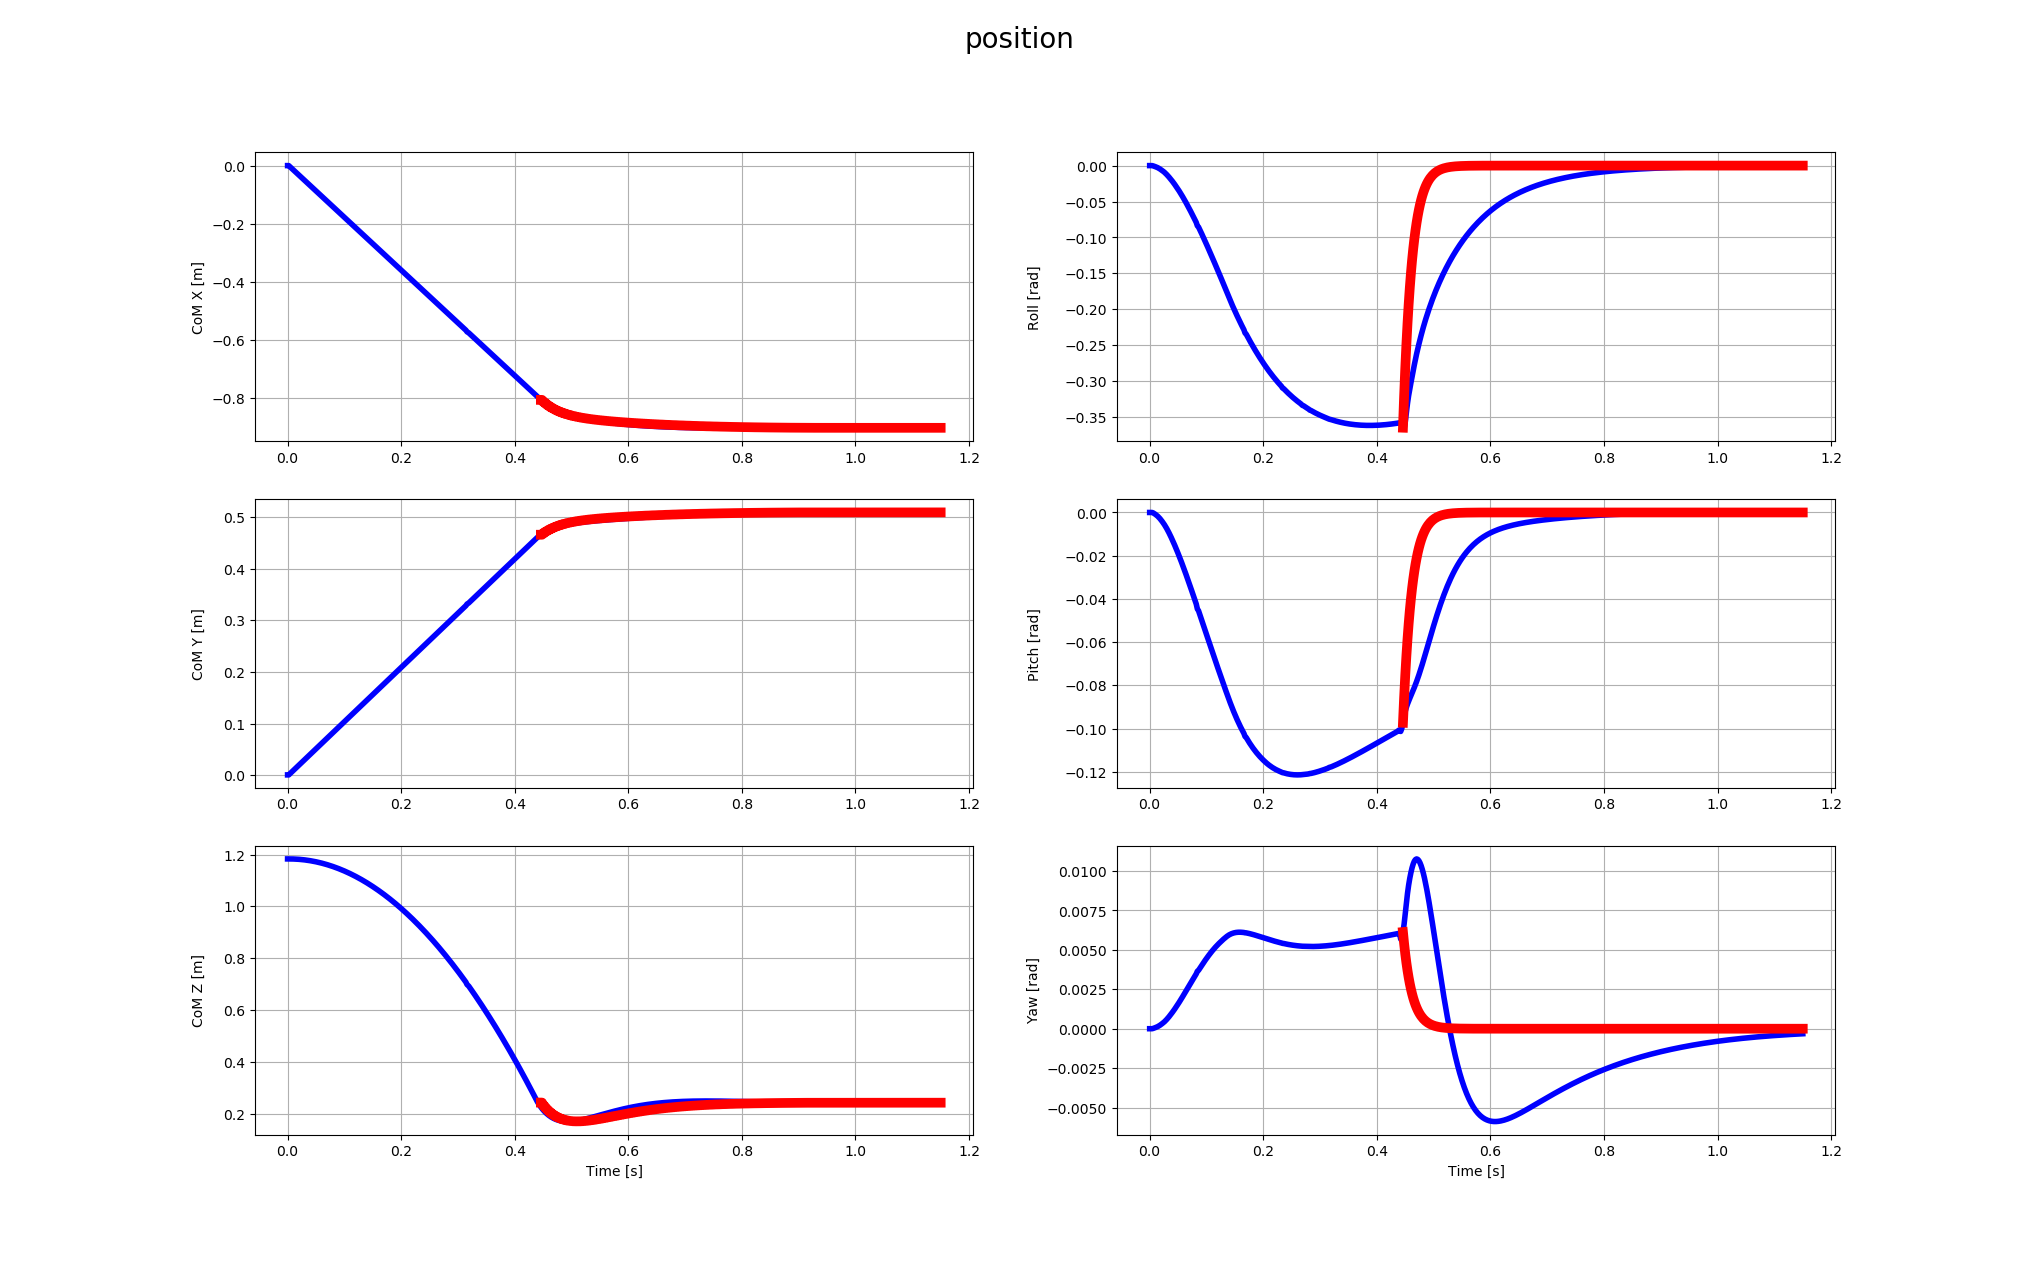 position
0.0
−0.2
−0.4
−0.6
−0.8
CoM X [m]
0.0 0.2 0.4 0.6 0.8 1.0 1.2
0.00
−0.05
−0.10
−0.15
−0.20
−0.25
−0.30
−0.35
Roll [rad]
0.0 0.2 0.4 0.6 0.8 1.0 1.2
0.5
0.4
0.3
0.2
0.1
0.0
CoM Y [m]
0.0 0.2 0.4 0.6 0.8 1.0 1.2
0.00
−0.02
−0.04
−0.06
−0.08
−0.10
−0.12
Pitch [rad]
0.0 0.2 0.4 0.6 0.8 1.0 1.2
1.2
1.0
0.8
0.6
0.4
0.2
CoM Z [m]
0.0 0.2 0.4 0.6 0.8 1.0 1.2
Time [s]
0.0100
0.0075
0.0050
0.0025
0.0000
−0.0025
−0.0050
Yaw [rad]
0.0 0.2 0.4 0.6 0.8 1.0 1.2
Time [s]